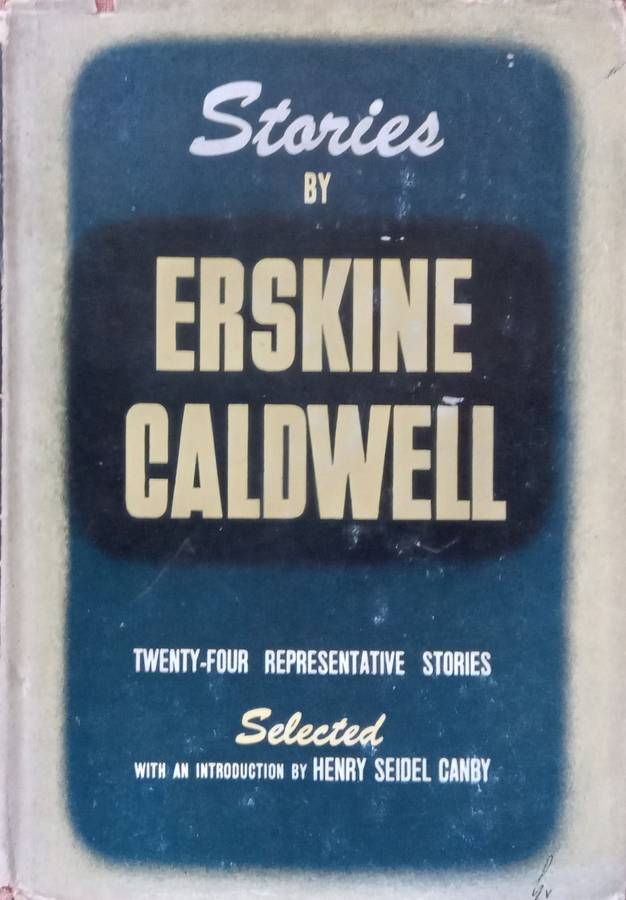 Stories
BY
ERSKINE
CALDWELL
TWENTY-FOUR REPRESENTATIVE STORIES
Selected
WITH AN INTRODUCTION BY HENRY SEIDEL CANBY